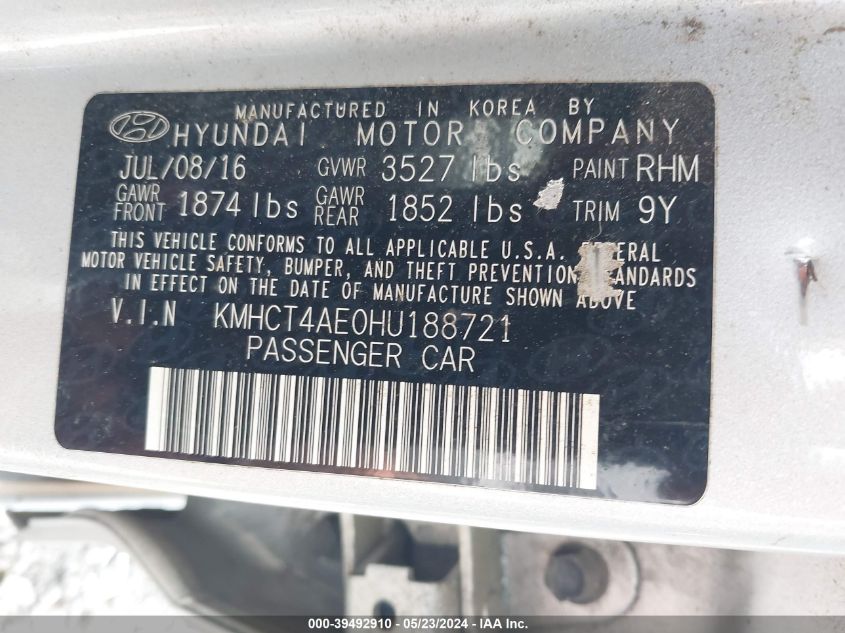 MANUFACTURED IN KOREA BY
HYUNDAI MOTOR COMPANY
JUL/08/16 GVWR 3527 lbs PAINT RHM
GAWR FRONT 1874 lbs GAWR REAR 1852 lbs TRIM 9Y
THIS VEHICLE CONFORMS TO ALL APPLICABLE U.S.A.
MOTOR VEHICLE SAFETY, BUMPER, AND THEFT PREVENTION
IN EFFECT ON THE DATE OF MANUFACTURE SHOWN ABOVE
V.I.N KMHCT4AE0HU188721
PASSENGER CAR
000-39492910 - 05/23/2024 - IAA Inc.